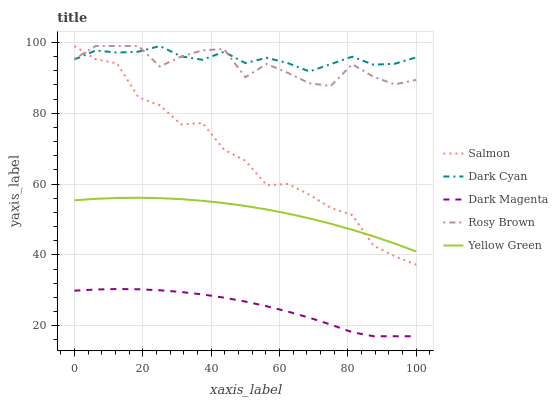 title
100
80
60
40
20
0 20 40 60 80 100
yaxis_label
xaxis_label
Salmon
Dark Cyan
Dark Magenta
Rosy Brown
Yellow Green